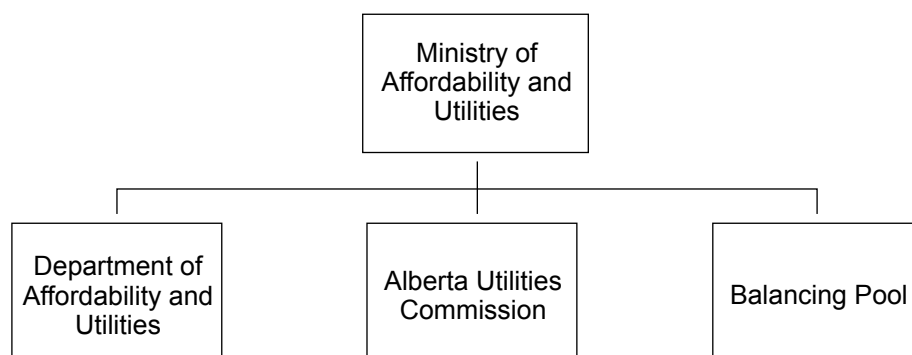 Ministry of
Affordability and
Utilities
Department of
Affordability and
Utilities
Alberta Utilities
Commission
Balancing Pool